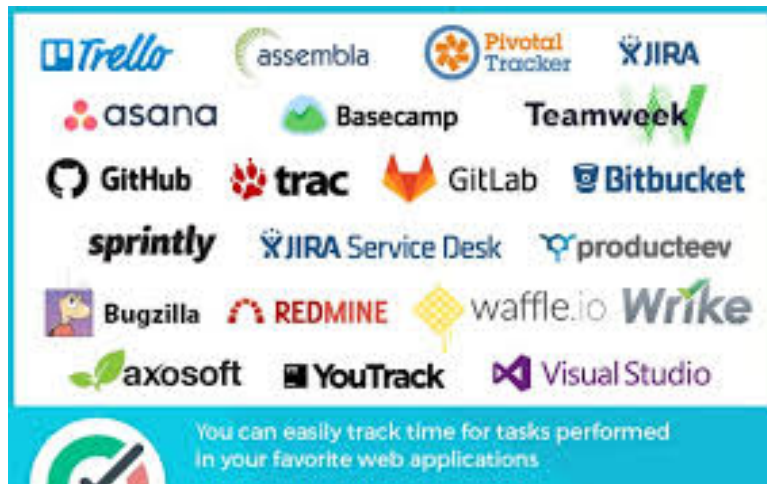 Trello assembla Pivotal Tracker JIRA
asana Basecamp Teamweek
GitHub trac GitLab Bitbucket
sprintly JIRA Service Desk producteev
Bugzilla REDMINE waffle.io Wrike
axosoft YouTrack Visual Studio
You can easily track time for tasks performed
in your favorite web applications